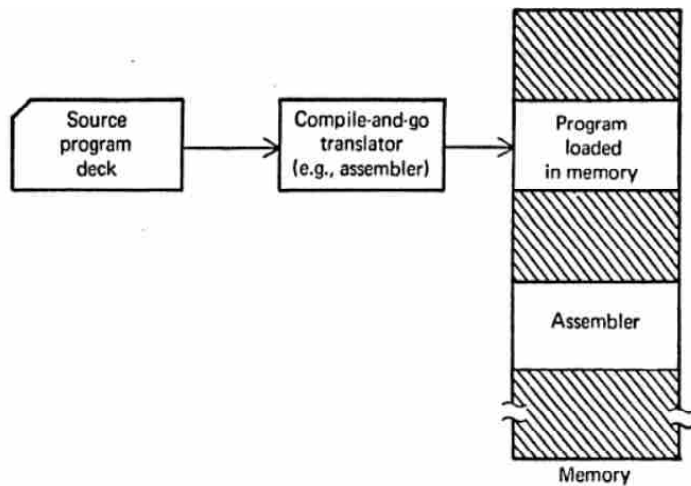 Source
program
deck
Compile-and-go
translator
(e.g., assembler)
Program
loaded
in memory
Assembler
Memory